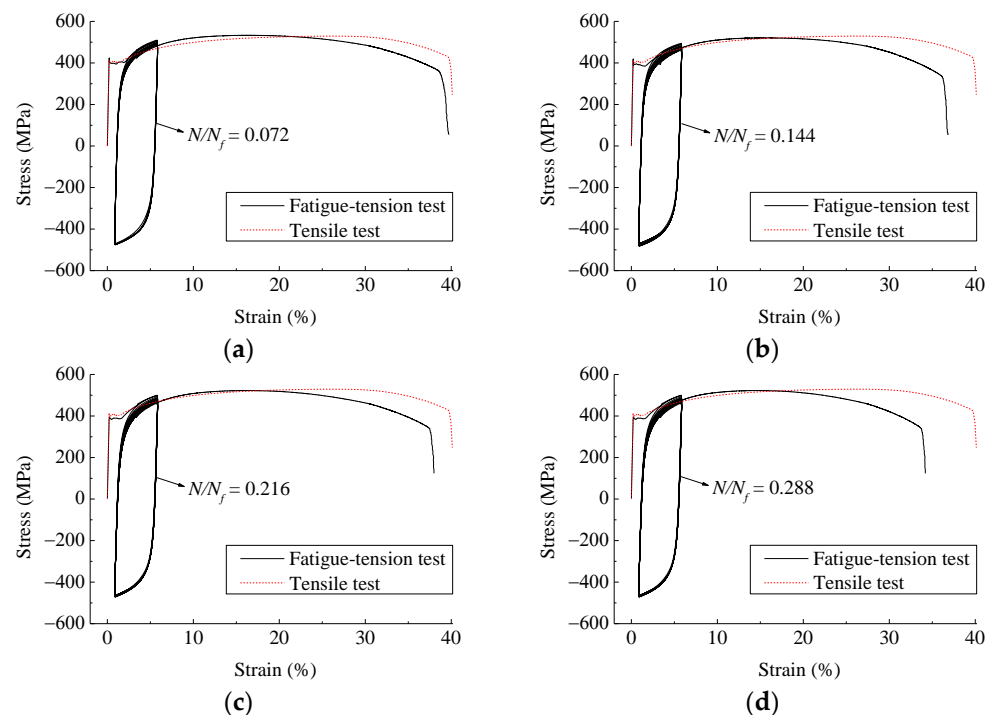 600
400
200
0
−200
−400
−600
Stress (MPa)
N/Nf = 0.072
Fatigue-tension test
Tensile test
0 10 20 30 40
Strain (%)
(a)
600
400
200
0
−200
−400
−600
Stress (MPa)
N/Nf = 0.144
Fatigue-tension test
Tensile test
0 10 20 30 40
Strain (%)
(b)
600
400
200
0
−200
−400
−600
Stress (MPa)
N/Nf = 0.216
Fatigue-tension test
Tensile test
0 10 20 30 40
Strain (%)
(c)
600
400
200
0
−200
−400
−600
Stress (MPa)
N/Nf = 0.288
Fatigue-tension test
Tensile test
0 10 20 30 40
Strain (%)
(d)